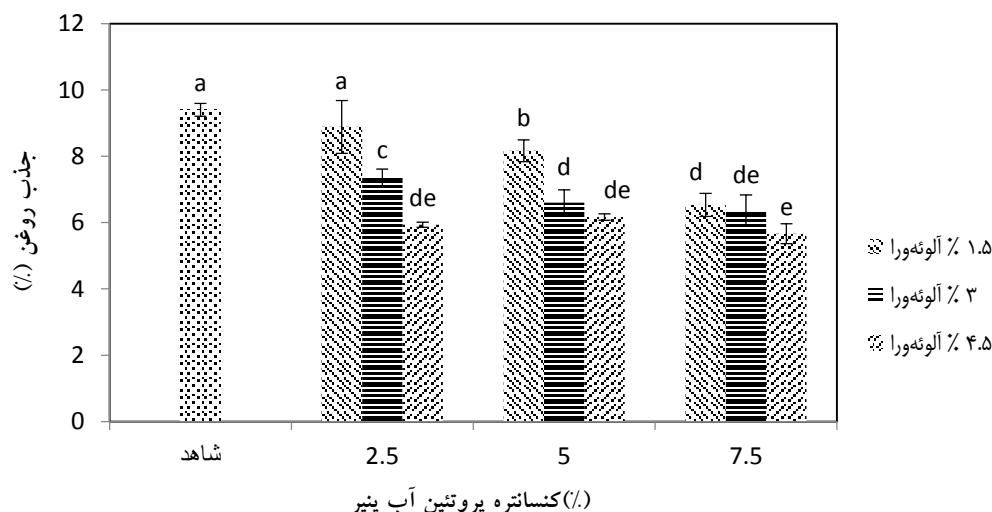 12
10
8
6
4
2
0
جذب روغن (%)
a
a
c
de
b
d
de
d
de
e
شاهد
2.5
5
7.5
کنسانتره پروتئین آب پنیر(%)
۱.۵ % آلوئه‌ورا
۳ % آلوئه‌ورا
۴.۵ % آلوئه‌ورا